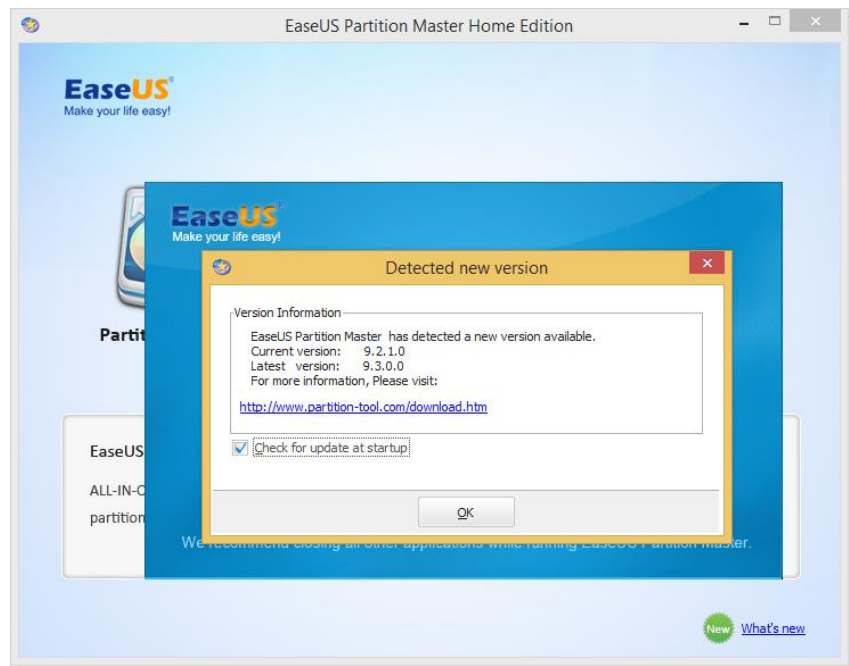 EaseUS Partition Master Home Edition
EaseUS®
Make your life easy!
EaseUS®
Make your life easy!
Detected new version
Partit
Version Information
EaseUS Partition Master has detected a new version available.
Current version: 9.2.1.0
Latest version: 9.3.0.0
For more information, Please visit:
http://www.partition-tool.com/download.htm
Check for update at startup
EaseUS
ALL-IN-O
partition
OK
We recommend closing all other applications while running EaseUS Partition Master.
New What's new